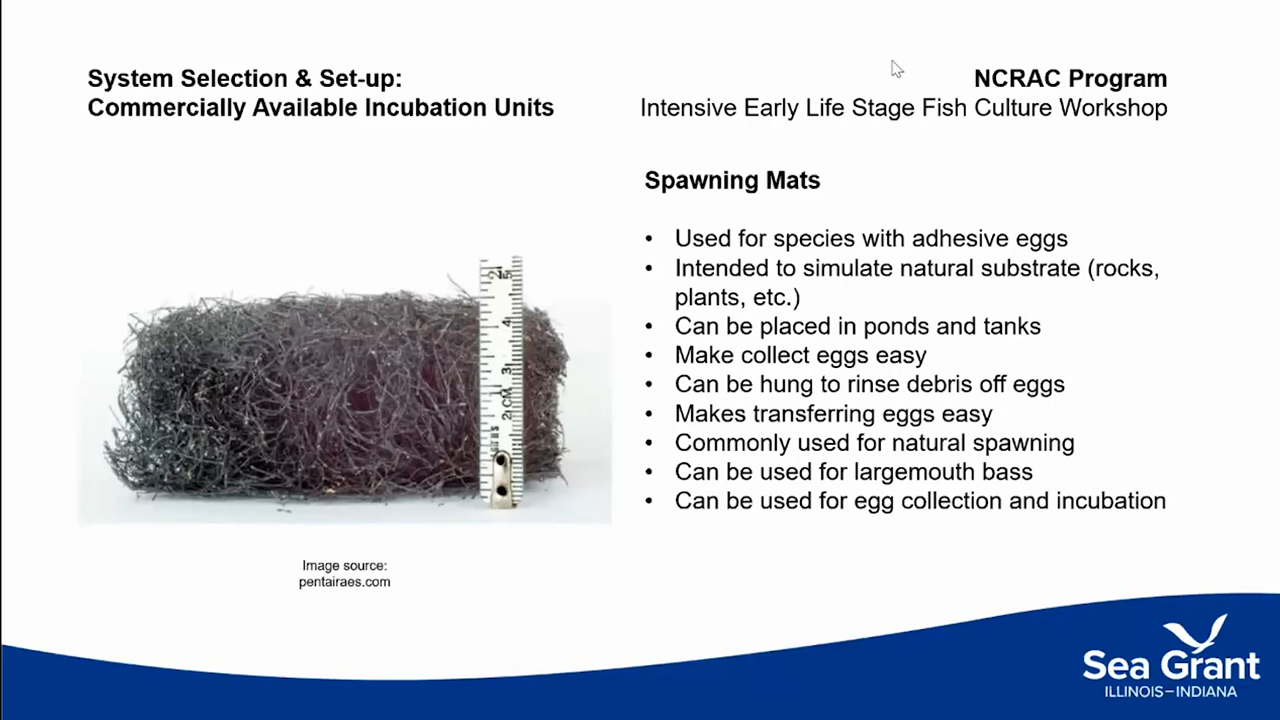 System Selection & Set-up:
Commercially Available Incubation Units
NCRAC Program
Intensive Early Life Stage Fish Culture Workshop
Spawning Mats
• Used for species with adhesive eggs
• Intended to simulate natural substrate (rocks,
plants, etc.)
• Can be placed in ponds and tanks
• Make collect eggs easy
• Can be hung to rinse debris off eggs
• Makes transferring eggs easy
• Commonly used for natural spawning
• Can be used for largemouth bass
• Can be used for egg collection and incubation
4
3
2 CM
Image source:
pentairaes.com
Sea Grant
ILLINOIS–INDIANA